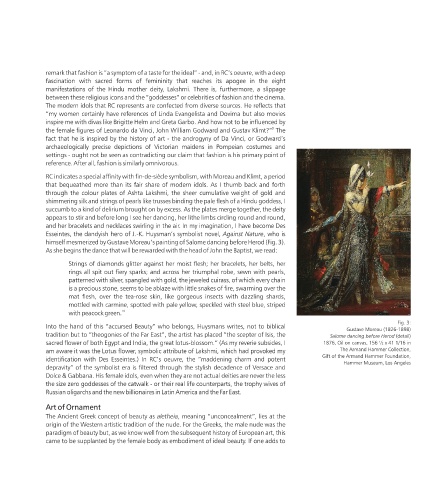 remark that fashion is "a symptom of a taste for the ideal" - and, in RC's oeuvre, with a deep
fascination with sacred forms of femininity that reaches its apogee in the eight
manifestations of the Hindu mother deity, Lakshmi. There is, furthermore, a slippage
between these religious icons and the "goddesses" or celebrities of fashion and the cinema.
The modern idols that RC represents are confected from diverse sources. He reflects that
"my women certainly have references of Linda Evangelista and Dovima but also movies
inspire me with divas like Brigitte Helm and Greta Garbo. And how not to be influenced by
the female figures of Leonardo da Vinci, John William Godward and Gustav Klimt?" The
fact that he is inspired by the history of art - the androgyny of Da Vinci, or Godward's
archaeologically precise depictions of Victorian maidens in Pompeian costumes and
settings - ought not be seen as contradicting our claim that fashion is his primary point of
reference. After all, fashion is similarly omnivorous.
RC indicates a special affinity with fin-de-siècle symbolism, with Moreau and Klimt, a period
that bequeathed more than its fair share of modern idols. As I thumb back and forth
through the colour plates of Ashta Lakshmi, the sheer cumulative weight of gold and
shimmering silk and strings of pearls like trusses binding the pale flesh of a Hindu goddess, I
succumb to a kind of delirium brought on by excess. As the plates merge together, the deity
appears to stir and before long I see her dancing, her lithe limbs circling round and round,
and her bracelets and necklaces swirling in the air. In my imagination, I have become Des
Esseintes, the dandyish hero of J.-K. Huysman's symbolist novel, Against Nature, who is
himself mesmerized by Gustave Moreau's painting of Salome dancing before Herod (fig. 3).
As she begins the dance that will be rewarded with the head of John the Baptist, we read:
Strings of diamonds glitter against her moist flesh; her bracelets, her belts, her
rings all spit out fiery sparks; and across her triumphal robe, sewn with pearls,
patterned with silver, spangled with gold, the jeweled cuirass, of which every chain
is a precious stone, seems to be ablaze with little snakes of fire, swarming over the
mat flesh, over the tea-rose skin, like gorgeous insects with dazzling shards,
mottled with carmine, spotted with pale yellow, speckled with steel blue, striped
with peacock green.
Into the hand of this "accursed Beauty" who belongs, Huysmans writes, not to biblical
tradition but to "theogonies of the Far East", the artist has placed "the scepter of Isis, the
sacred flower of both Egypt and India, the great lotus-blossom." (As my reverie subsides, I
am aware it was the Lotus flower, symbolic attribute of Lakshmi, which had provoked my
identification with Des Esseintes.) In RC's oeuvre, the "maddening charm and potent
depravity" of the symbolist era is filtered through the stylish decadence of Versace and
Dolce & Gabbana. His female idols, even when they are not actual deities are never the less
the size zero goddesses of the catwalk - or their real life counterparts, the trophy wives of
Russian oligarchs and the new billionaires in Latin America and the Far East.
Art of Ornament
The Ancient Greek concept of beauty as aletheia, meaning "unconcealment", lies at the
origin of the Western artistic tradition of the nude. For the Greeks, the male nude was the
paradigm of beauty but, as we know well from the subsequent history of European art, this
came to be supplanted by the female body as embodiment of ideal beauty. If one adds to
fig. 3
Gustave Moreau (1826-1898)
Salome dancing before Herod (detail)
1876, Oil on canvas, 156 ½ x 41 1/16 in
The Armand Hammer Collection,
Gift of the Armand Hammer Foundation,
Hammer Museum, Los Angeles